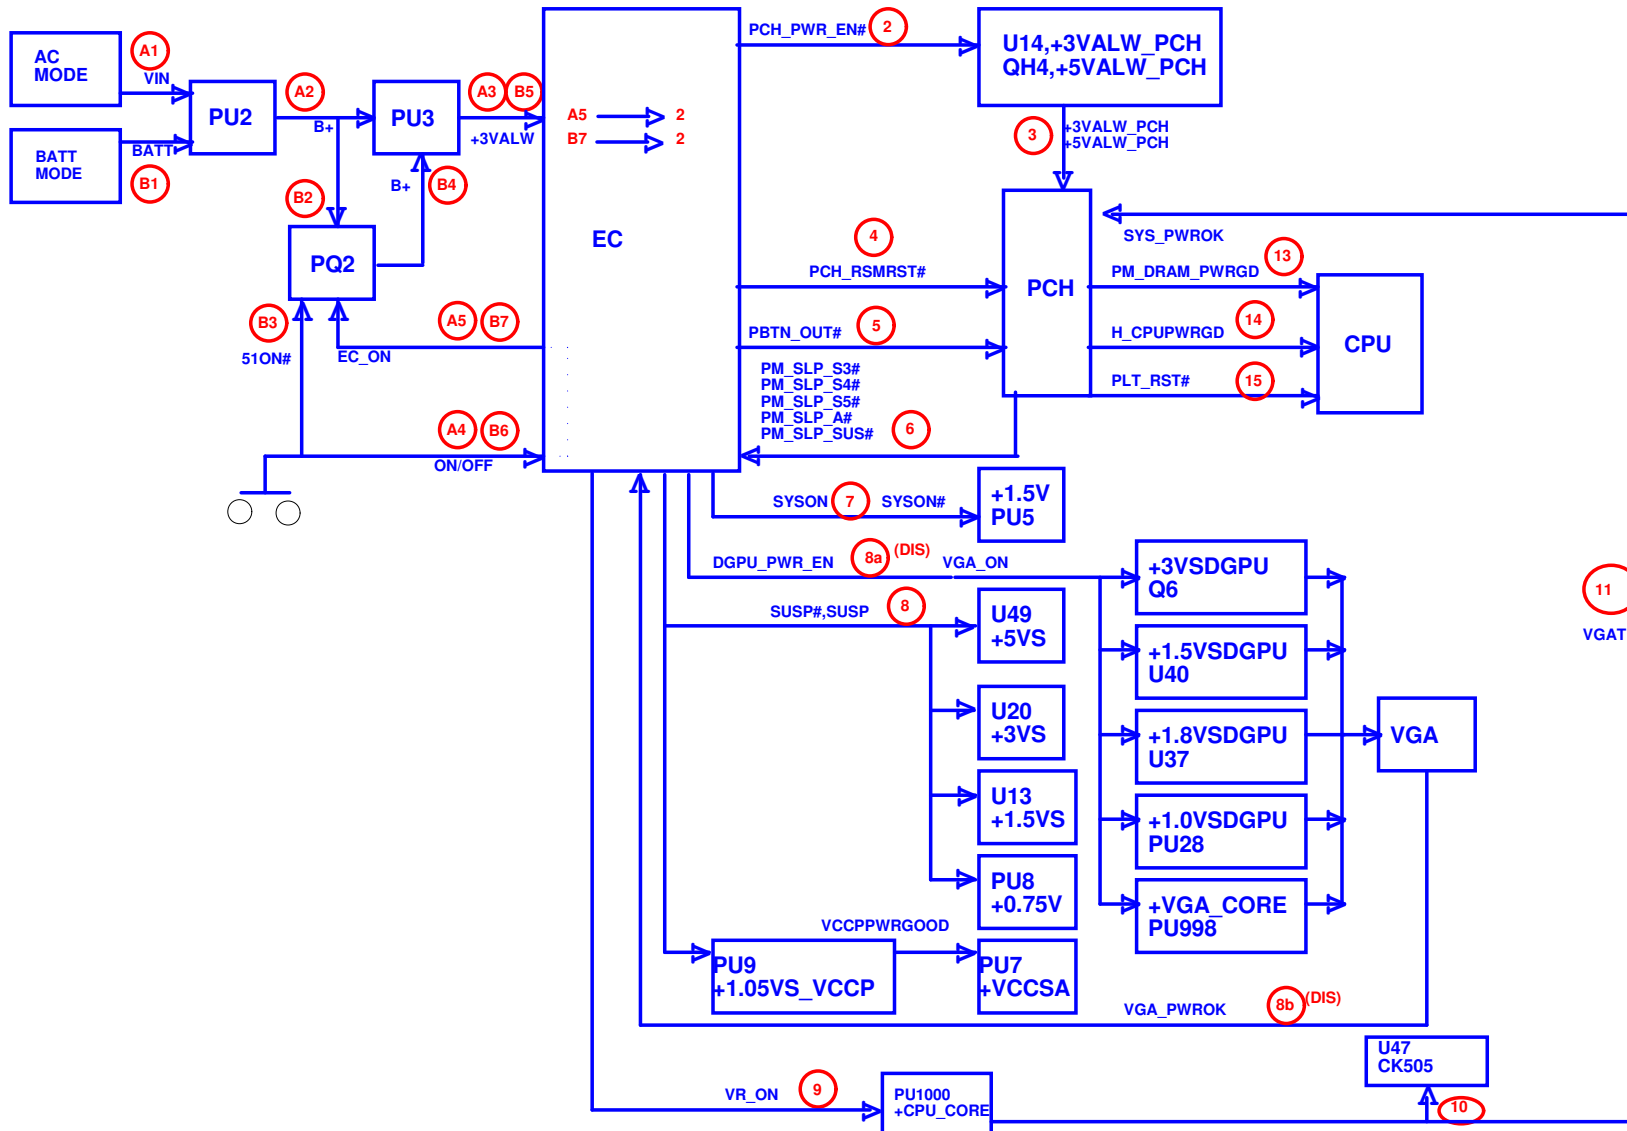 AC
MODE
A1
VIN
BATT
MODE
BATT
B1
PU2
A2
B+
PU3
A3
B5
+3VALW
B2
B+
B4
PQ2
B3
51ON#
A5
B7
EC_ON
A4
B6
ON/OFF
A5
2
B7
2
EC
PCH_PWR_EN#
2
U14,+3VALW_PCH
QH4,+5VALW_PCH
3
+3VALW_PCH
+5VALW_PCH
4
PCH_RSMRST#
PBTN_OUT#
5
PM_SLP_S3#
PM_SLP_S4#
PM_SLP_S5#
PM_SLP_A#
PM_SLP_SUS#
6
PCH
SYS_PWROK
PM_DRAM_PWRGD
13
H_CPUPWRGD
14
PLT_RST#
15
CPU
SYSON
7
SYSON#
+1.5V
PU5
DGPU_PWR_EN
8a
(DIS)
VGA_ON
SUSP#,SUSP
8
U49
+5VS
U20
+3VS
U13
+1.5VS
PU8
+0.75V
+3VSDGPU
Q6
+1.5VSDGPU
U40
+1.8VSDGPU
U37
+1.0VSDGPU
PU28
+VGA_CORE
PU998
VGA
11
VGAT
VCCPPWRGOOD
PU9
+1.05VS_VCCP
PU7
+VCCSA
VGA_PWROK
8b
(DIS)
U47
CK505
VR_ON
9
PU1000
+CPU_CORE
10